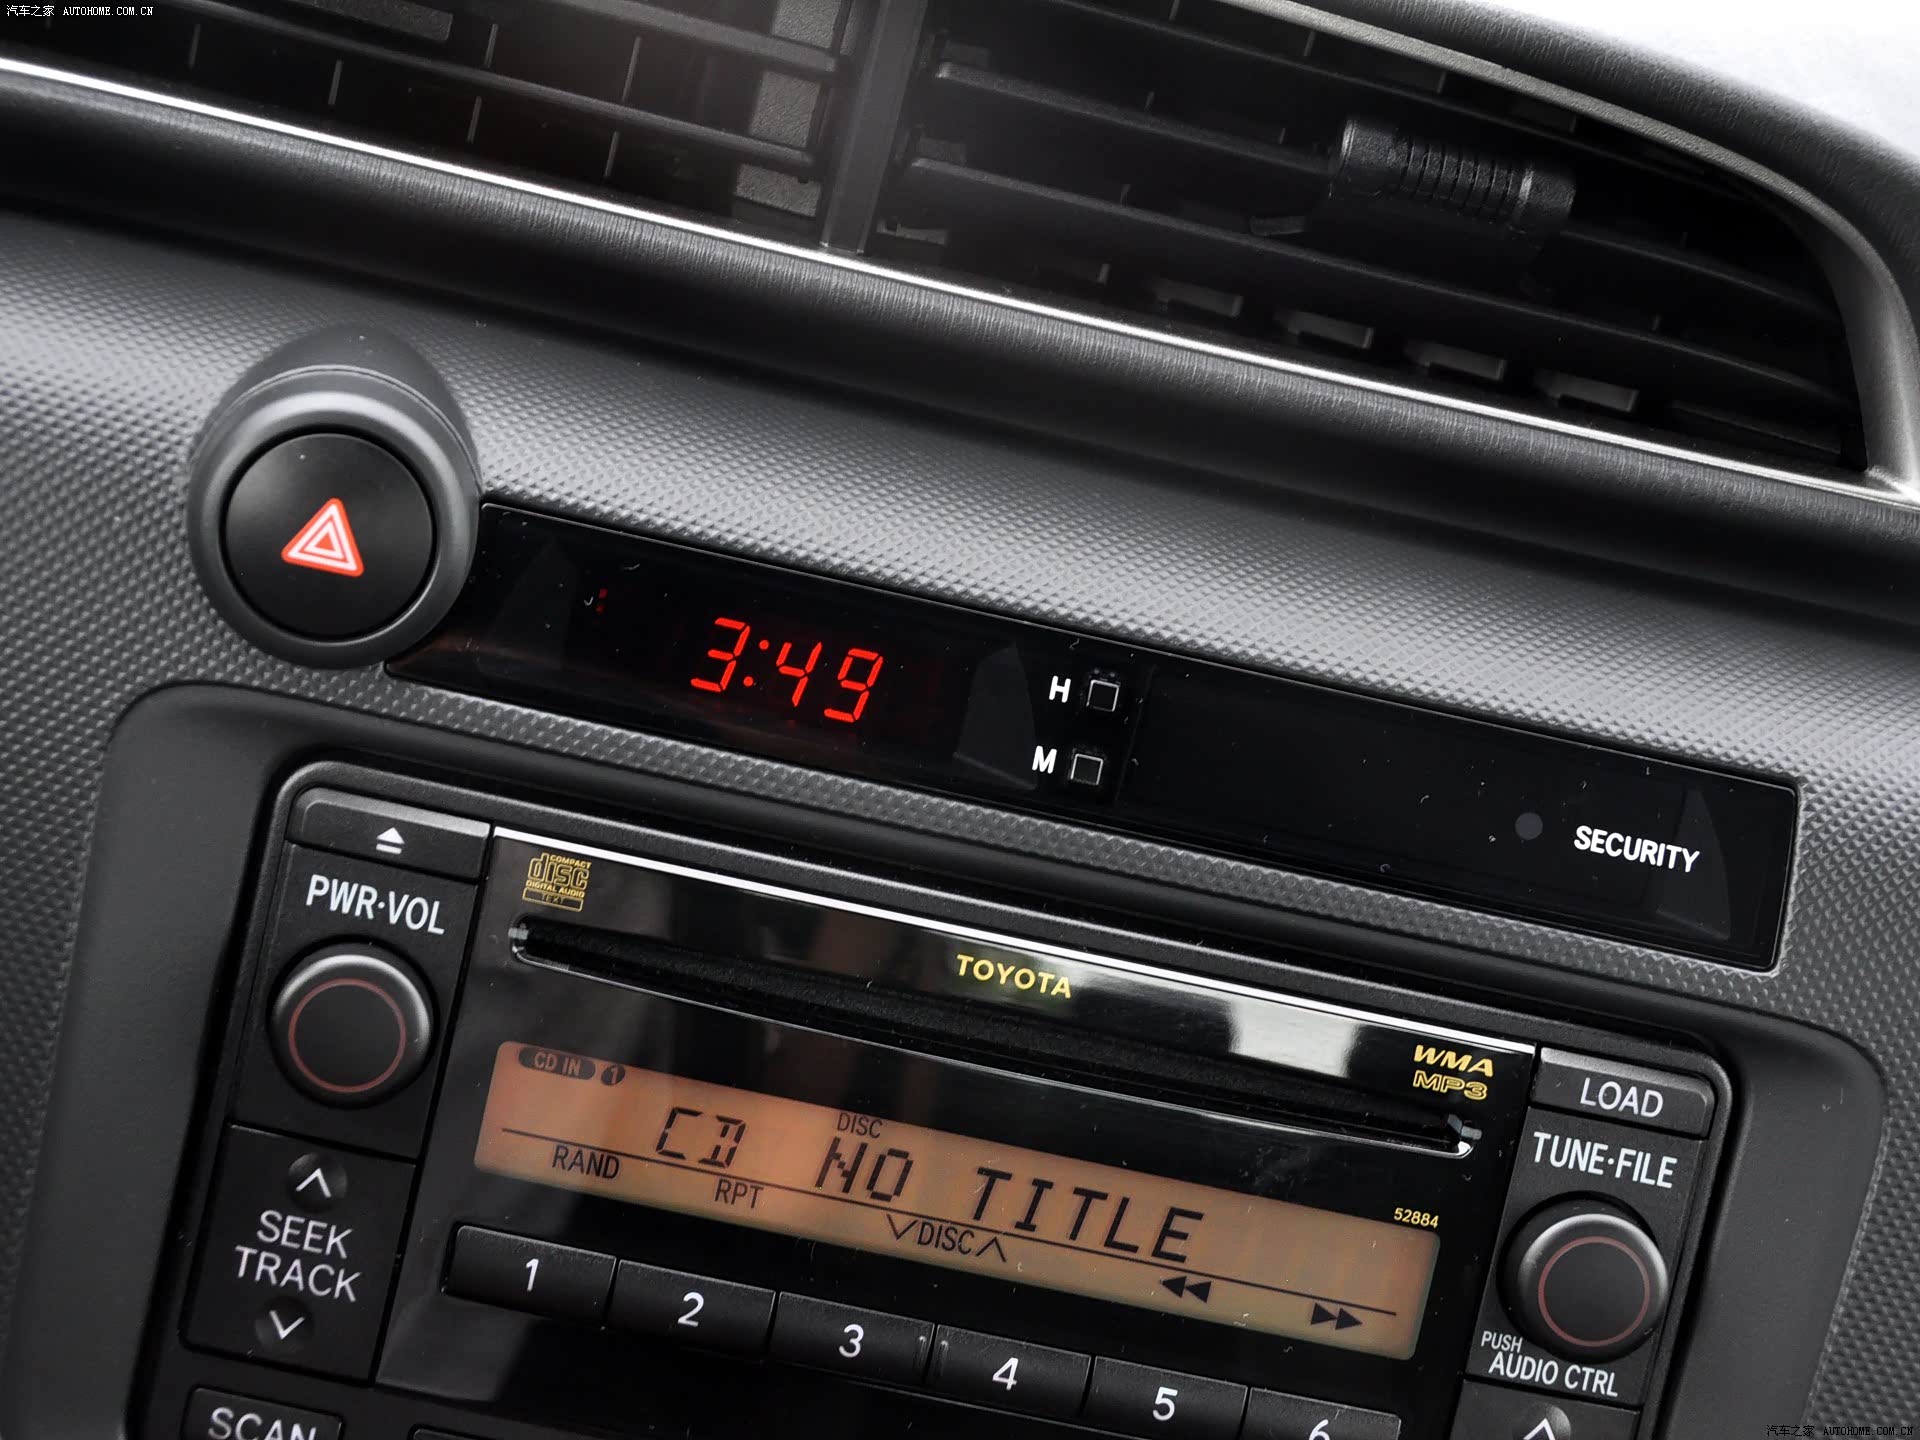 汽车之家 AUTOHOME.COM.CN
3:49
H
M
SECURITY
PWR·VOL
COMPACT
disc
DIGITAL AUDIO
TEXT
TOYOTA
WMA
MP3
LOAD
TUNE·FILE
CD IN 1
DISC
CD NO TITLE
RAND
RPT
DISC
52884
SEEK
TRACK
1 2 3 4 5 6
PUSH
AUDIO CTRL
SCAN
汽车之家 AUTOHOME.COM.CN